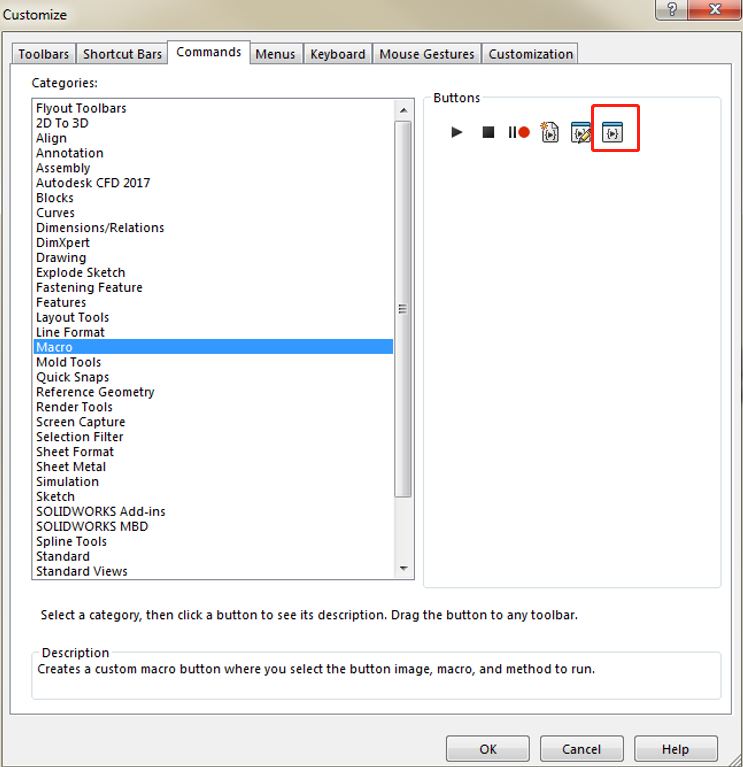 Customize
Toolbars Shortcut Bars Commands Menus Keyboard Mouse Gestures Customization
Categories:
Flyout Toolbars
2D To 3D
Align
Annotation
Assembly
Autodesk CFD 2017
Blocks
Curves
Dimensions/Relations
DimXpert
Drawing
Explode Sketch
Fastening Feature
Features
Layout Tools
Line Format
Macro
Mold Tools
Quick Snaps
Reference Geometry
Render Tools
Screen Capture
Selection Filter
Sheet Format
Sheet Metal
Simulation
Sketch
SOLIDWORKS Add-ins
SOLIDWORKS MBD
Spline Tools
Standard
Standard Views
Buttons
Select a category, then click a button to see its description. Drag the button to any toolbar.
Description
Creates a custom macro button where you select the button image, macro, and method to run.
OK Cancel Help